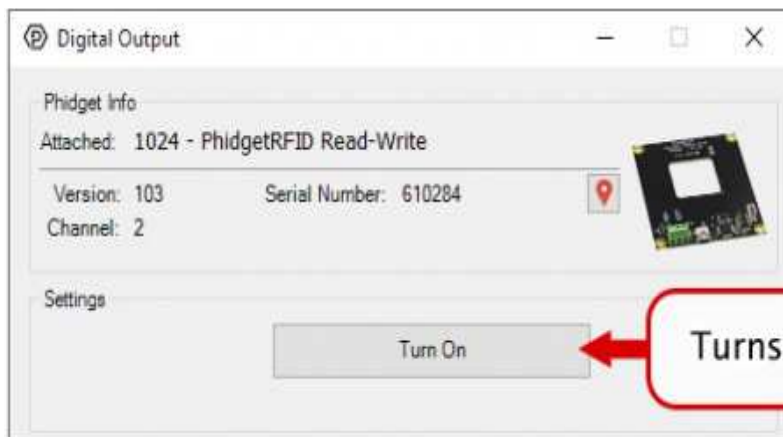 Digital Output
Phidget Info
Attached: 1024 - PhidgetRFID Read-Write
Version: 103 Serial Number: 610284
Channel: 2
Settings
Turn On
Turns